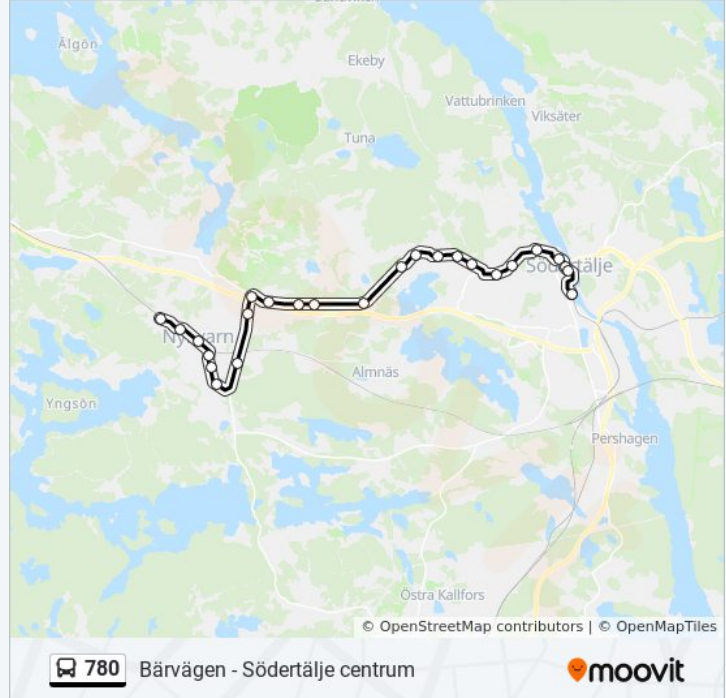 Älgön
Ekeby
Vattubrinken
Viksäter
Tuna
Södertälje
Nykvarn
Almnäs
Yngsön
Pershagen
Östra Kallfors
© OpenStreetMap contributors | © OpenMapTiles
780 Bärvägen - Södertälje centrum moovit